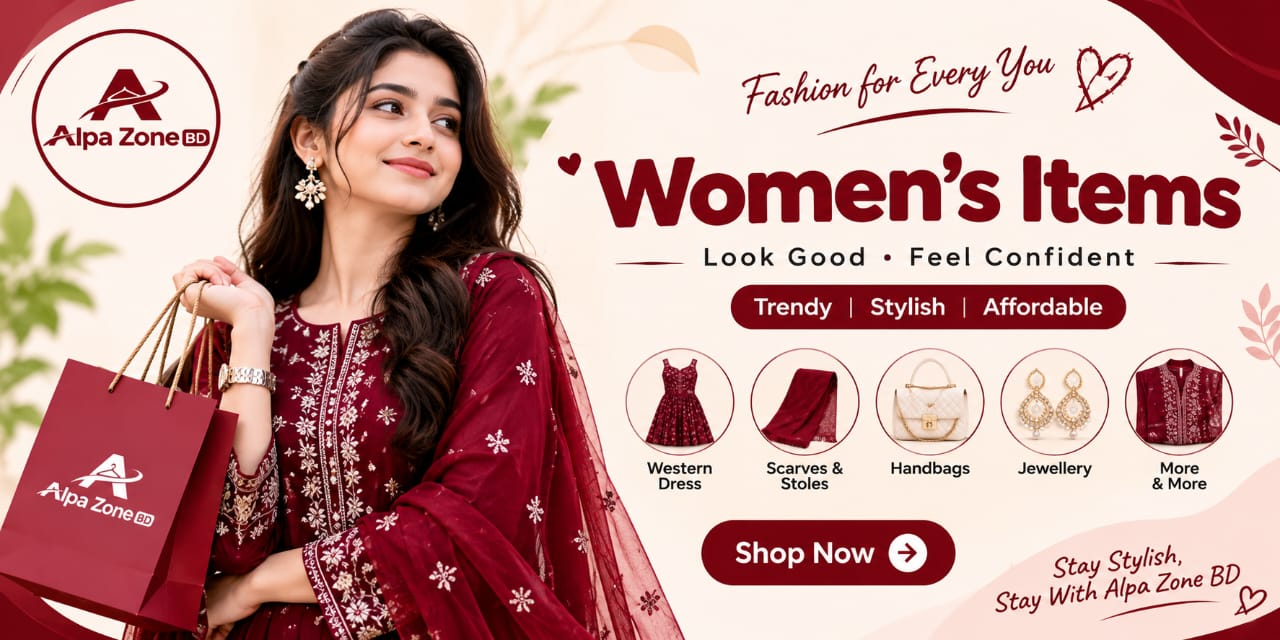 Alpa Zone BD
Fashion for Every You
Women's Items
Look Good • Feel Confident
Trendy | Stylish | Affordable
Western
Dress
Scarves &
Stoles
Handbags
Jewellery
More
& More
Shop Now
Alpa Zone BD
Stay Stylish,
Stay With Alpa Zone BD